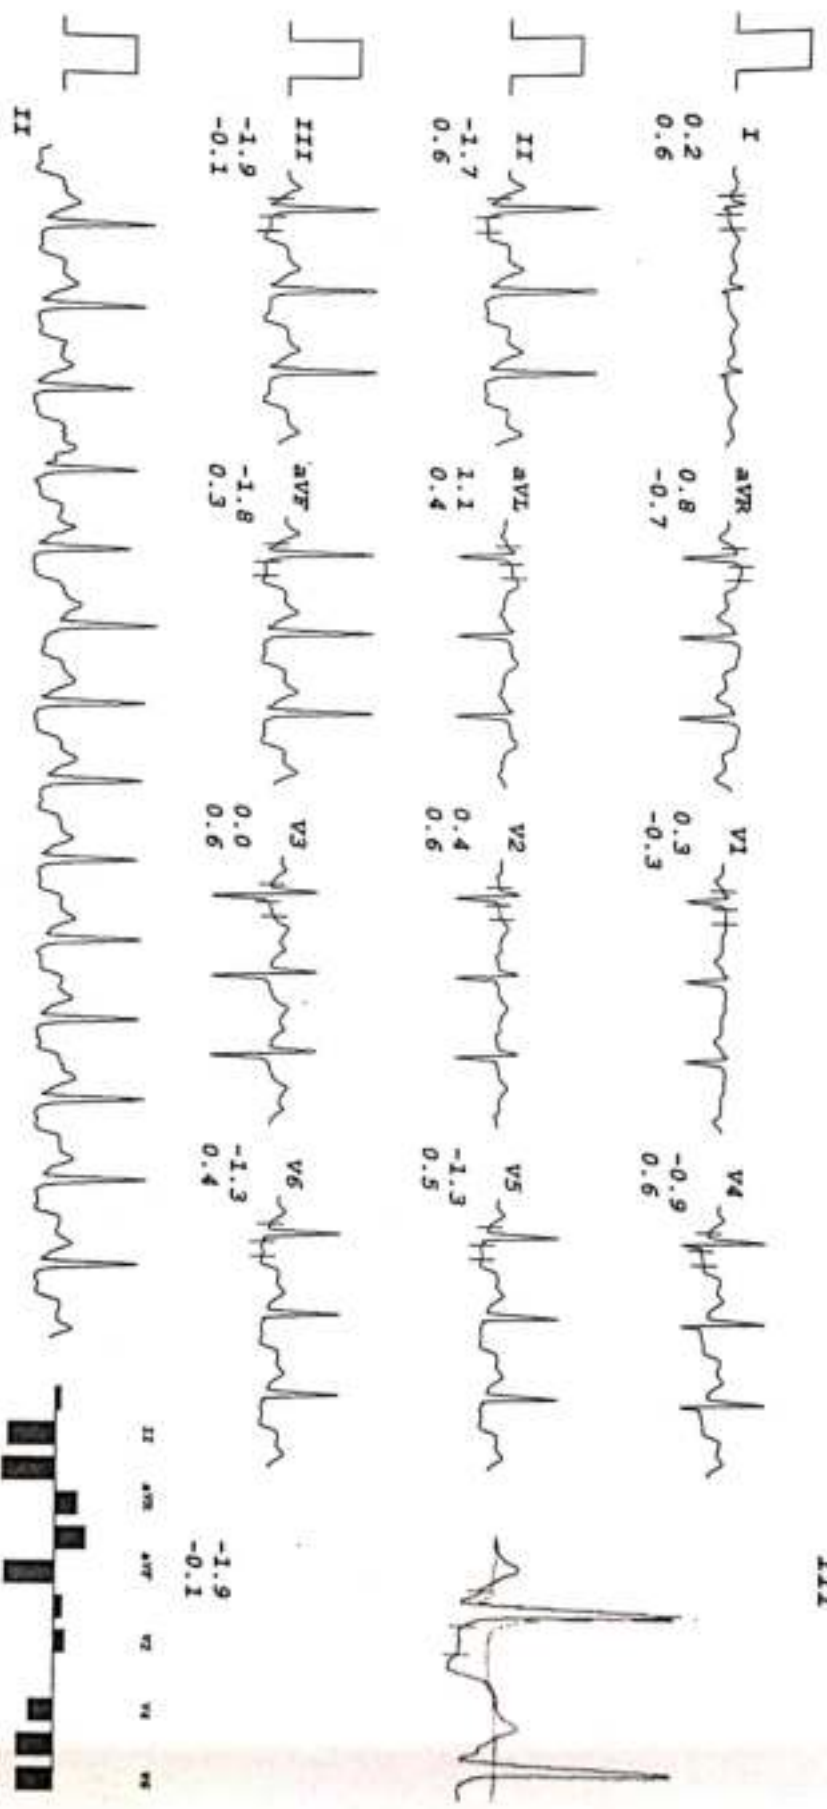 III
I aVR V1 V4
0.2 0.8 0.3 -0.9
0.6 -0.7 -0.3 0.6
II aVL V2 V5
-1.7 1.1 0.4 -1.3
0.6 0.4 0.6 0.5
III aVF V3 V6
-1.9 -1.8 0.0 -1.3
-0.1 0.3 0.6 0.4
-1.9
-0.1
II aVR aVF V2 V4 V6
II